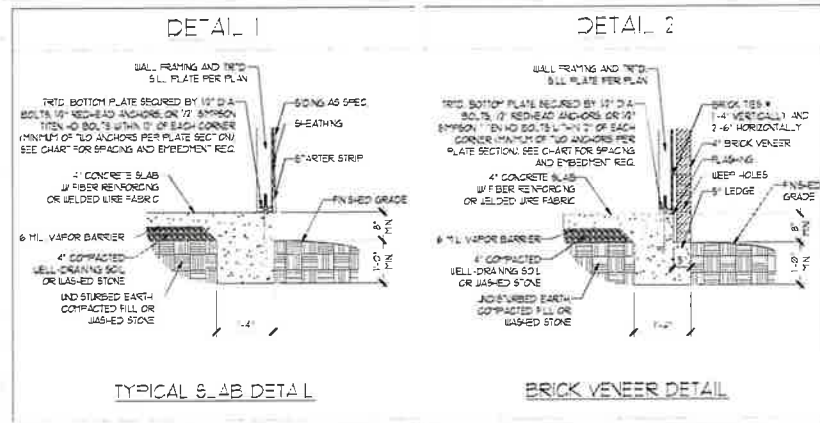 DETAIL 1
WALL FRAMING AND TRTD.
SILL PLATE PER PLAN
TRTD. BOTTOM PLATE SECURED BY 1/2" DIA
BOLTS, 1/2" REDHEAD ANCHORS, OR 1/2" SIMPSON
TITEN HD BOLTS WITHIN 12" OF EACH CORNER
(MINIMUM OF TWO ANCHORS PER PLATE SECTION)
SEE CHART FOR SPACING AND EMBEDMENT REQ.
SIDING AS SPEC.
SHEATHING
STARTER STRIP
4" CONCRETE SLAB
W/ FIBER REINFORCING
OR WELDED WIRE FABRIC
FINISHED GRADE
6 MIL VAPOR BARRIER
4" COMPACTED
WELL-DRAINING SOIL
OR WASHED STONE
UNDISTURBED EARTH
COMPACTED FILL OR
WASHED STONE
8"
MIN.
1'-0"
MIN.
1'-4"
TYPICAL SLAB DETAIL
DETAIL 2
WALL FRAMING AND TRTD.
SILL PLATE PER PLAN
TRTD. BOTTOM PLATE SECURED BY 1/2" DIA
BOLTS, 1/2" REDHEAD ANCHORS, OR 1/2"
SIMPSON TITEN HD BOLTS WITHIN 12" OF EACH
CORNER (MINIMUM OF TWO ANCHORS PER
PLATE SECTION). SEE CHART FOR SPACING
AND EMBEDMENT REQ.
BRICK TIES @
1'-4" VERTICALLY AND
2'-6" HORIZONTALLY
4" BRICK VENEER
FLASHING
WEEP HOLES
5" LEDGE
FINISHED
GRADE
4" CONCRETE SLAB
W/ FIBER REINFORCING
OR WELDED WIRE FABRIC
6 MIL VAPOR BARRIER
4" COMPACTED
WELL-DRAINING SOIL
OR WASHED STONE
UNDISTURBED EARTH
COMPACTED FILL OR
WASHED STONE
5"
8"
MIN.
1'-0"
MIN.
BRICK VENEER DETAIL